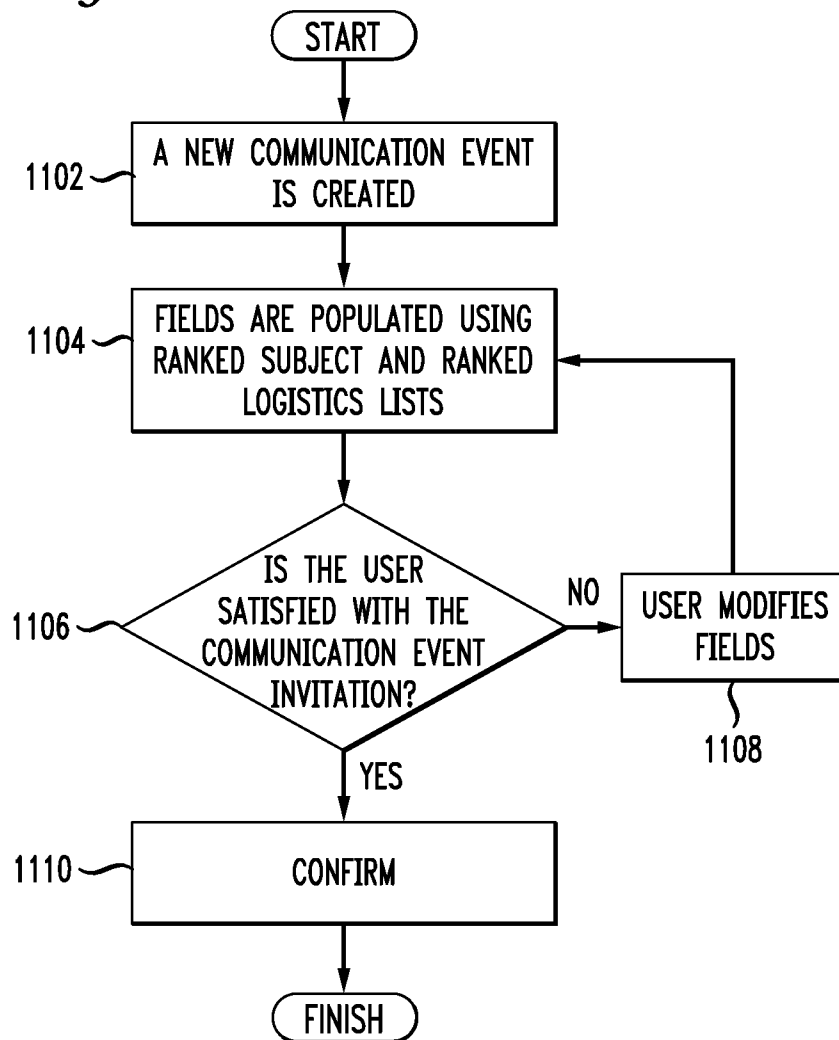 START
A NEW COMMUNICATION EVENT
IS CREATED
1102
FIELDS ARE POPULATED USING
RANKED SUBJECT AND RANKED
LOGISTICS LISTS
1104
IS THE USER
SATISFIED WITH THE
COMMUNICATION EVENT
INVITATION?
1106
NO
USER MODIFIES
FIELDS
1108
YES
CONFIRM
1110
FINISH